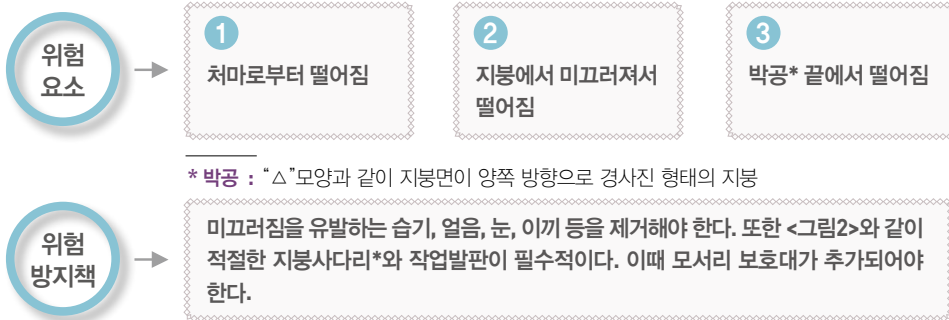 위험
요소
1
처마로부터 떨어짐
2
지붕에서 미끄러져서
떨어짐
3
박공* 끝에서 떨어짐
* 박공 : “△”모양과 같이 지붕면이 양쪽 방향으로 경사진 형태의 지붕
위험
방지책
미끄러짐을 유발하는 습기, 얼음, 눈, 이끼 등을 제거해야 한다. 또한 <그림2>와 같이
적절한 지붕사다리*와 작업발판이 필수적이다. 이때 모서리 보호대가 추가되어야
한다.